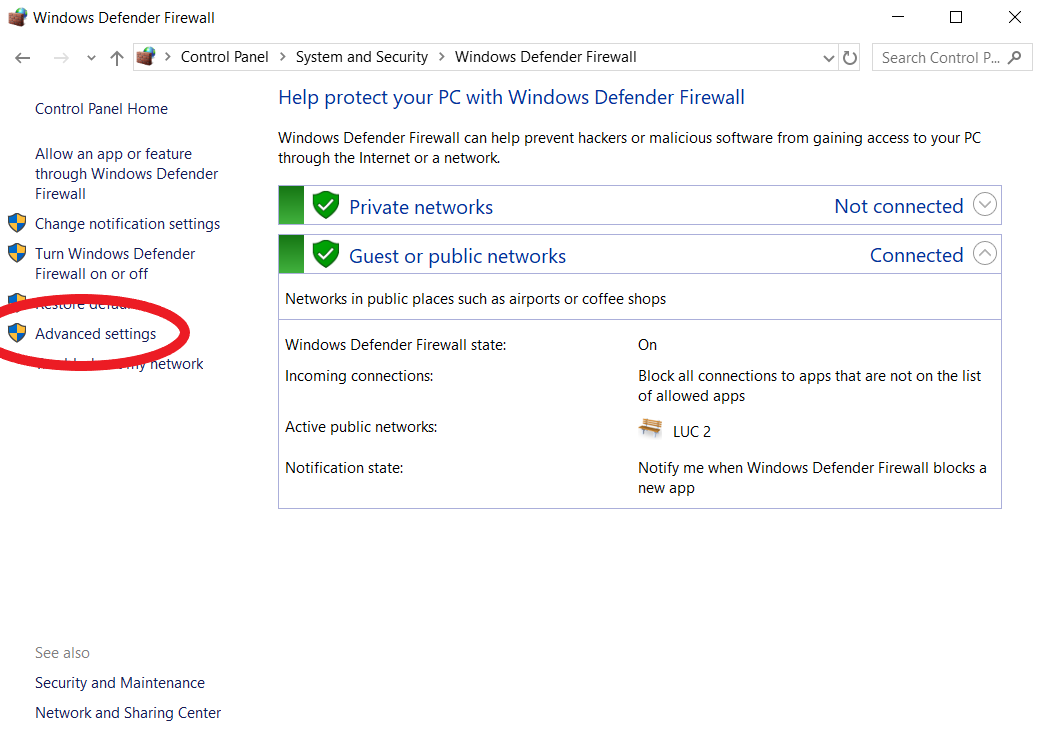 Windows Defender Firewall
Control Panel > System and Security > Windows Defender Firewall
Search Control P...
Control Panel Home
Allow an app or feature
through Windows Defender
Firewall
Change notification settings
Turn Windows Defender
Firewall on or off
Restore
Advanced settings
my network
See also
Security and Maintenance
Network and Sharing Center
Help protect your PC with Windows Defender Firewall
Windows Defender Firewall can help prevent hackers or malicious software from gaining access to your PC
through the Internet or a network.
Private networks Not connected
Guest or public networks Connected
Networks in public places such as airports or coffee shops
Windows Defender Firewall state: On
Incoming connections: Block all connections to apps that are not on the list
of allowed apps
Active public networks: LUC 2
Notification state: Notify me when Windows Defender Firewall blocks a
new app